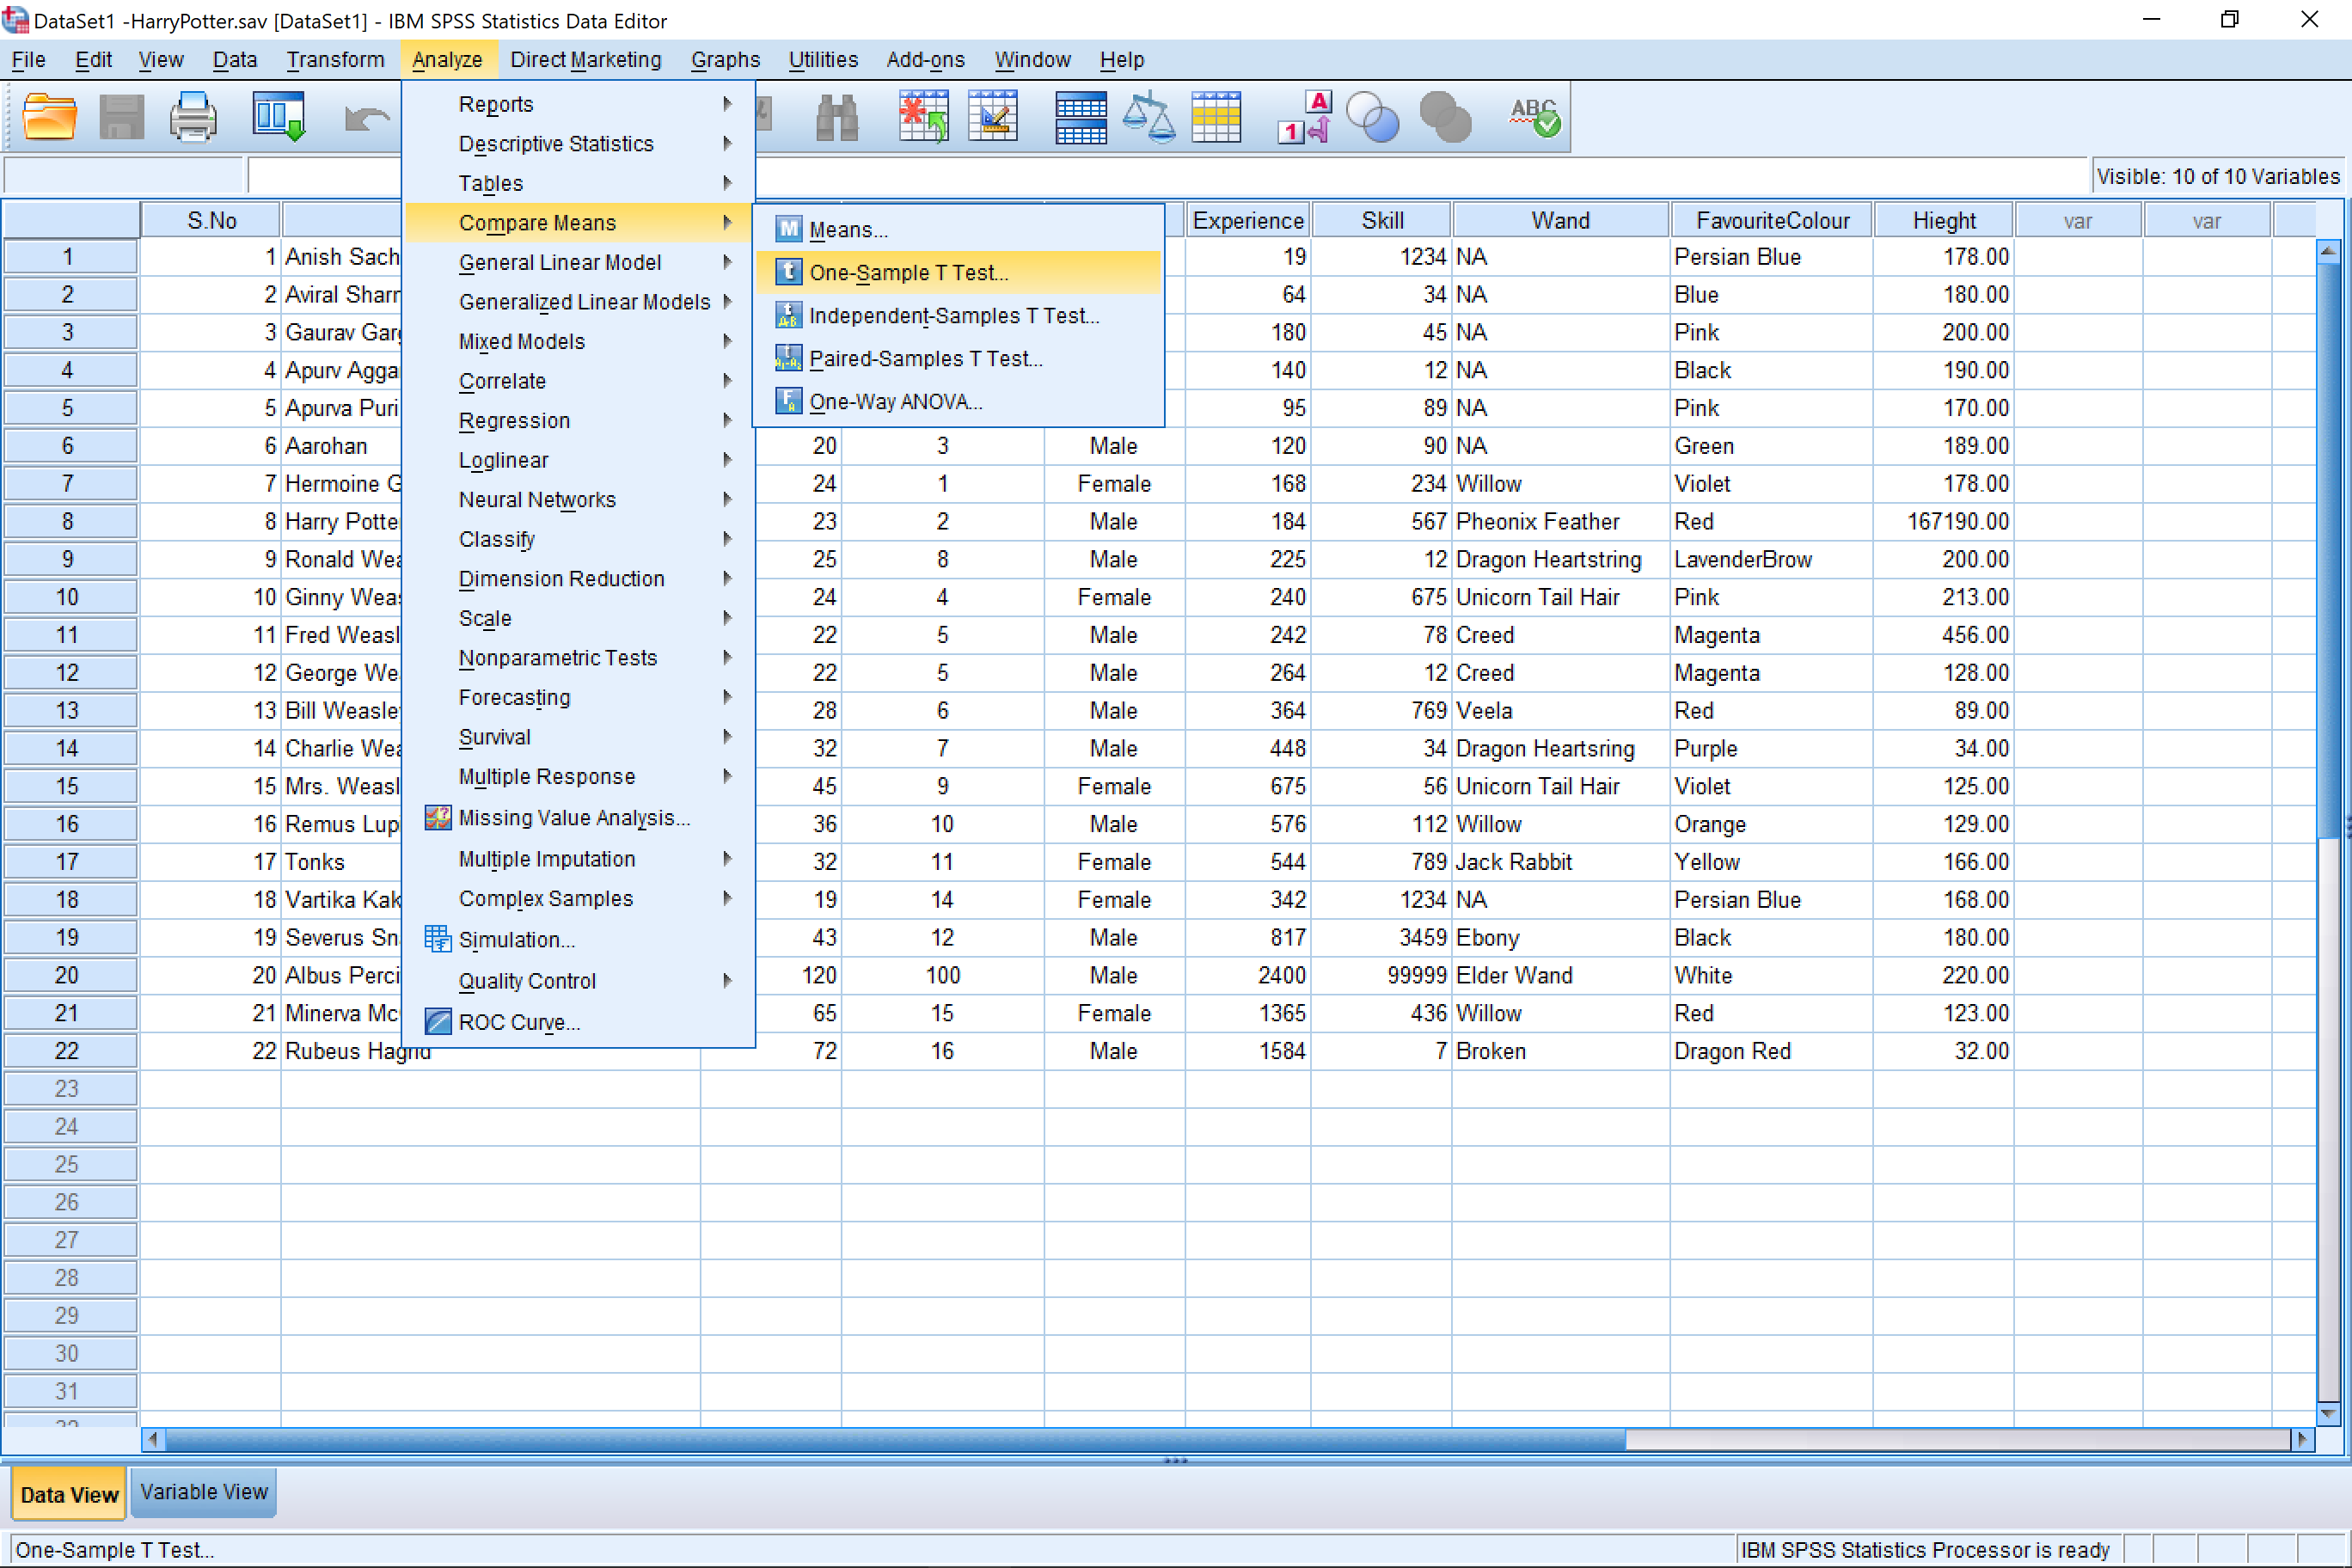 DataSet1 -HarryPotter.sav [DataSet1] - IBM SPSS Statistics Data Editor
File Edit View Data Transform Analyze Direct Marketing Graphs Utilities Add-ons Window Help
ABC
A
1
Visible: 10 of 10 Variables
Reports
Descriptive Statistics
Tables
Compare Means
General Linear Model
Generalized Linear Models
Mixed Models
Correlate
Regression
Loglinear
Neural Networks
Classify
Dimension Reduction
Scale
Nonparametric Tests
Forecasting
Survival
Multiple Response
Missing Value Analysis...
Multiple Imputation
Complex Samples
Simulation...
Quality Control
ROC Curve...
Means...
One-Sample T Test...
Independent-Samples T Test...
Paired-Samples T Test...
One-Way ANOVA...
S.No Experience Skill Wand FavouriteColour Hieght var var
1 1 Anish Sach 19 1234 NA Persian Blue 178.00
2 2 Aviral Sharr 64 34 NA Blue 180.00
3 3 Gaurav Garg 180 45 NA Pink 200.00
4 4 Apurv Agga 140 12 NA Black 190.00
5 5 Apurva Puri 95 89 NA Pink 170.00
6 6 Aarohan 20 3 Male 120 90 NA Green 189.00
7 7 Hermoine G 24 1 Female 168 234 Willow Violet 178.00
8 8 Harry Potte 23 2 Male 184 567 Pheonix Feather Red 167190.00
9 9 Ronald Wea 25 8 Male 225 12 Dragon Heartstring LavenderBrow 200.00
10 10 Ginny Weas 24 4 Female 240 675 Unicorn Tail Hair Pink 213.00
11 11 Fred Weasl 22 5 Male 242 78 Creed Magenta 456.00
12 12 George We 22 5 Male 264 12 Creed Magenta 128.00
13 13 Bill Weasle 28 6 Male 364 769 Veela Red 89.00
14 14 Charlie Wea 32 7 Male 448 34 Dragon Heartsring Purple 34.00
15 15 Mrs. Weasl 45 9 Female 675 56 Unicorn Tail Hair Violet 125.00
16 16 Remus Lup 36 10 Male 576 112 Willow Orange 129.00
17 17 Tonks 32 11 Female 544 789 Jack Rabbit Yellow 166.00
18 18 Vartika Kak 19 14 Female 342 1234 NA Persian Blue 168.00
19 19 Severus Sn 43 12 Male 817 3459 Ebony Black 180.00
20 20 Albus Perci 120 100 Male 2400 99999 Elder Wand White 220.00
21 21 Minerva Mc 65 15 Female 1365 436 Willow Red 123.00
22 22 Rubeus Hagrid 72 16 Male 1584 7 Broken Dragon Red 32.00
23
24
25
26
27
28
29
30
31
Data View Variable View
One-Sample T Test... IBM SPSS Statistics Processor is ready